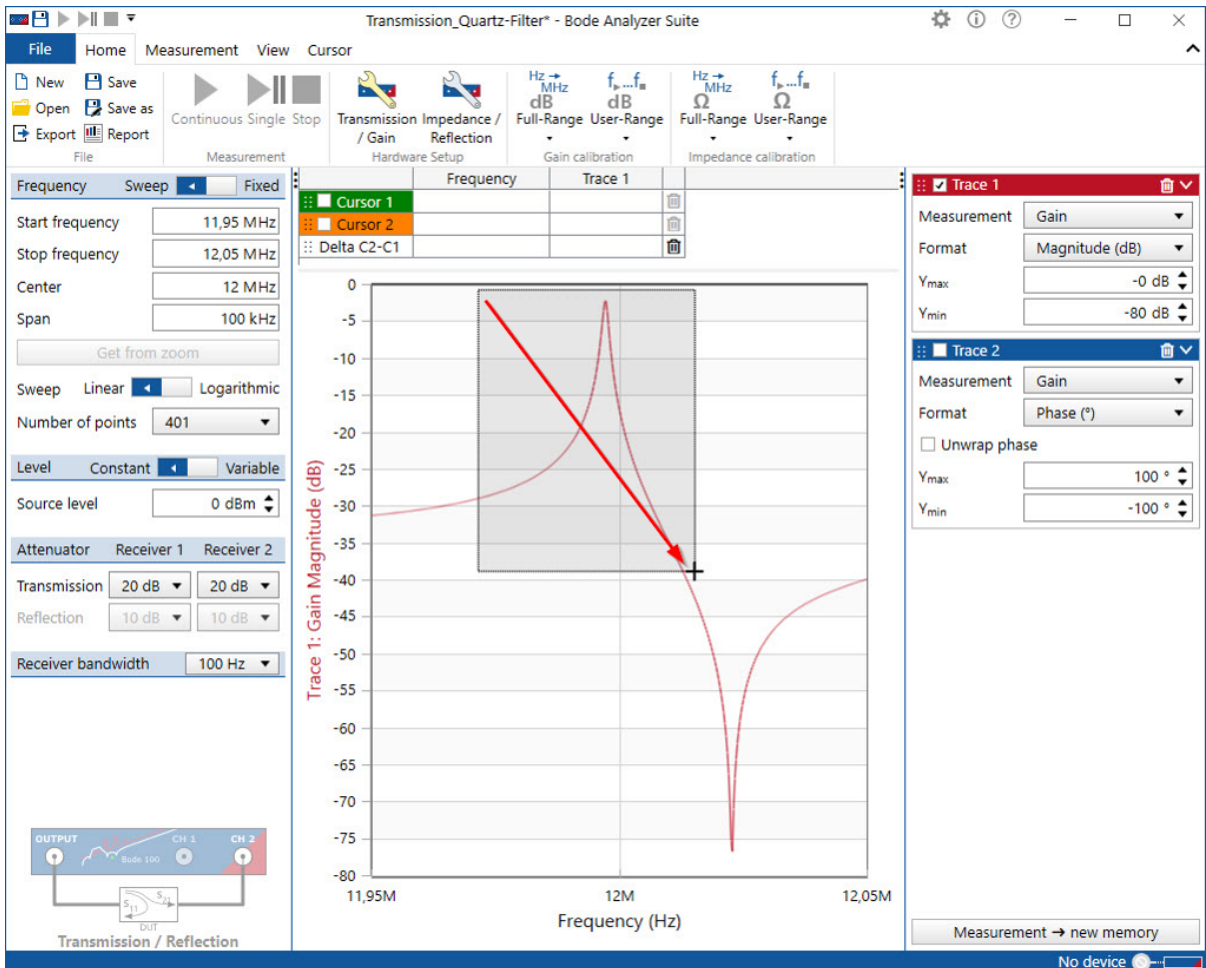 Transmission_Quartz-Filter* - Bode Analyzer Suite
File Home Measurement View Cursor
New Save
Open Save as
Export Report
File
Continuous Single Stop
Measurement
Transmission / Gain
Impedance / Reflection
Hardware Setup
Hz → MHz dB Full-Range
f▶...f■ dB User-Range
Gain calibration
Hz → MHz Ω Full-Range
f▶...f■ Ω User-Range
Impedance calibration
Frequency Sweep Fixed
Start frequency 11,95 MHz
Stop frequency 12,05 MHz
Center 12 MHz
Span 100 kHz
Get from zoom
Sweep Linear Logarithmic
Number of points 401
Level Constant Variable
Source level 0 dBm
Attenuator Receiver 1 Receiver 2
Transmission 20 dB 20 dB
Reflection 10 dB 10 dB
Receiver bandwidth 100 Hz
OUTPUT CH 1 CH 2
Bode 100
S11 S21
DUT
Transmission / Reflection
Frequency Trace 1
Cursor 1
Cursor 2
Delta C2-C1
Trace 1: Gain Magnitude (dB)
0
-5
-10
-15
-20
-25
-30
-35
-40
-45
-50
-55
-60
-65
-70
-75
-80
11,95M 12M 12,05M
Frequency (Hz)
Trace 1
Measurement Gain
Format Magnitude (dB)
Ymax -0 dB
Ymin -80 dB
Trace 2
Measurement Gain
Format Phase (°)
Unwrap phase
Ymax 100 °
Ymin -100 °
Measurement → new memory
No device